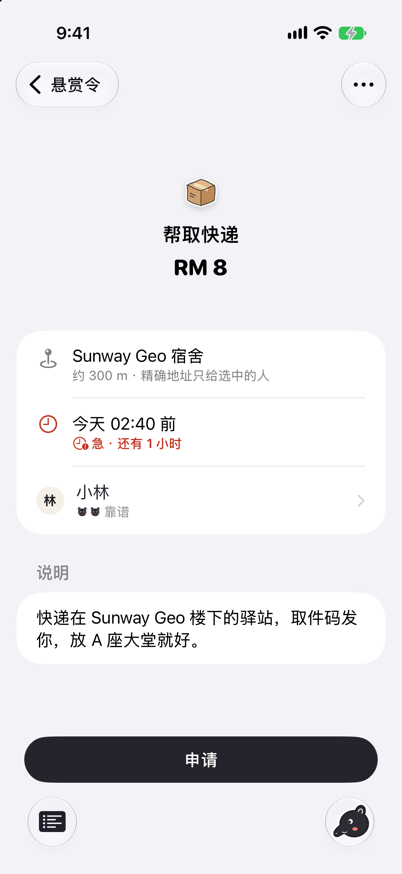 9:41
悬赏令
帮取快递
RM 8
Sunway Geo 宿舍
约 300 m · 精确地址只给选中的人
今天 02:40 前
急 · 还有 1 小时
林
小林
靠谱
说明
快递在 Sunway Geo 楼下的驿站，取件码发
你，放 A 座大堂就好。
申请